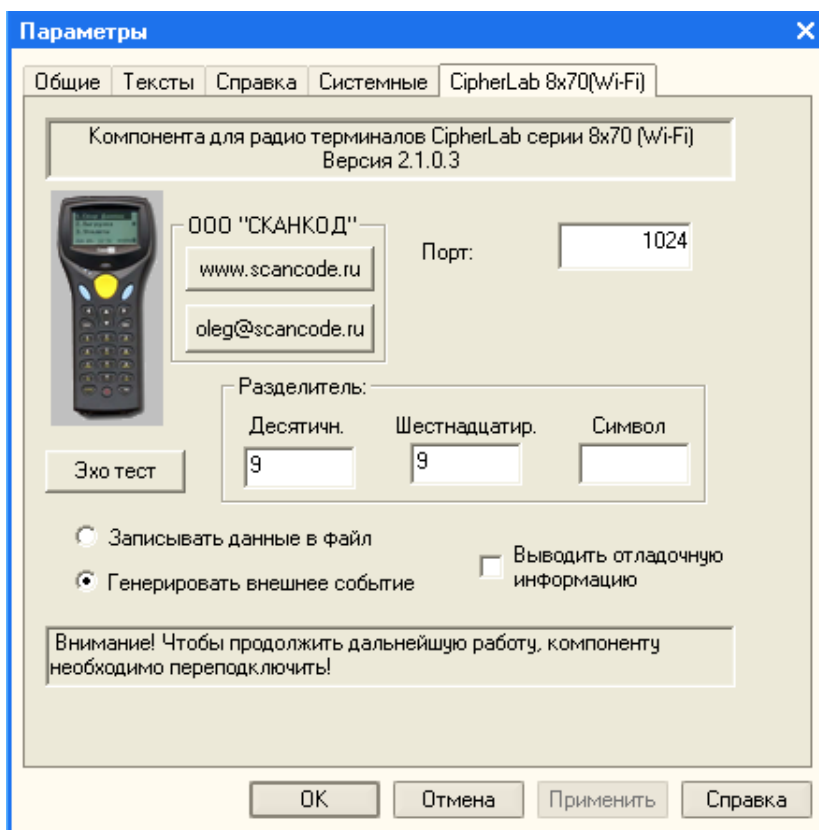 Параметры
Общие Тексты Справка Системные CipherLab 8x70(Wi-Fi)
Компонента для радио терминалов CipherLab серии 8x70 (Wi-Fi)
Версия 2.1.0.3
ООО "СКАНКОД"
www.scancode.ru
oleg@scancode.ru
Порт: 1024
Разделитель:
Десятичн. Шестнадцатир. Символ
9 9
Эхо тест
Записывать данные в файл
Генерировать внешнее событие
Выводить отладочную
информацию
Внимание! Чтобы продолжить дальнейшую работу, компоненту
необходимо переподключить!
OK Отмена Применить Справка